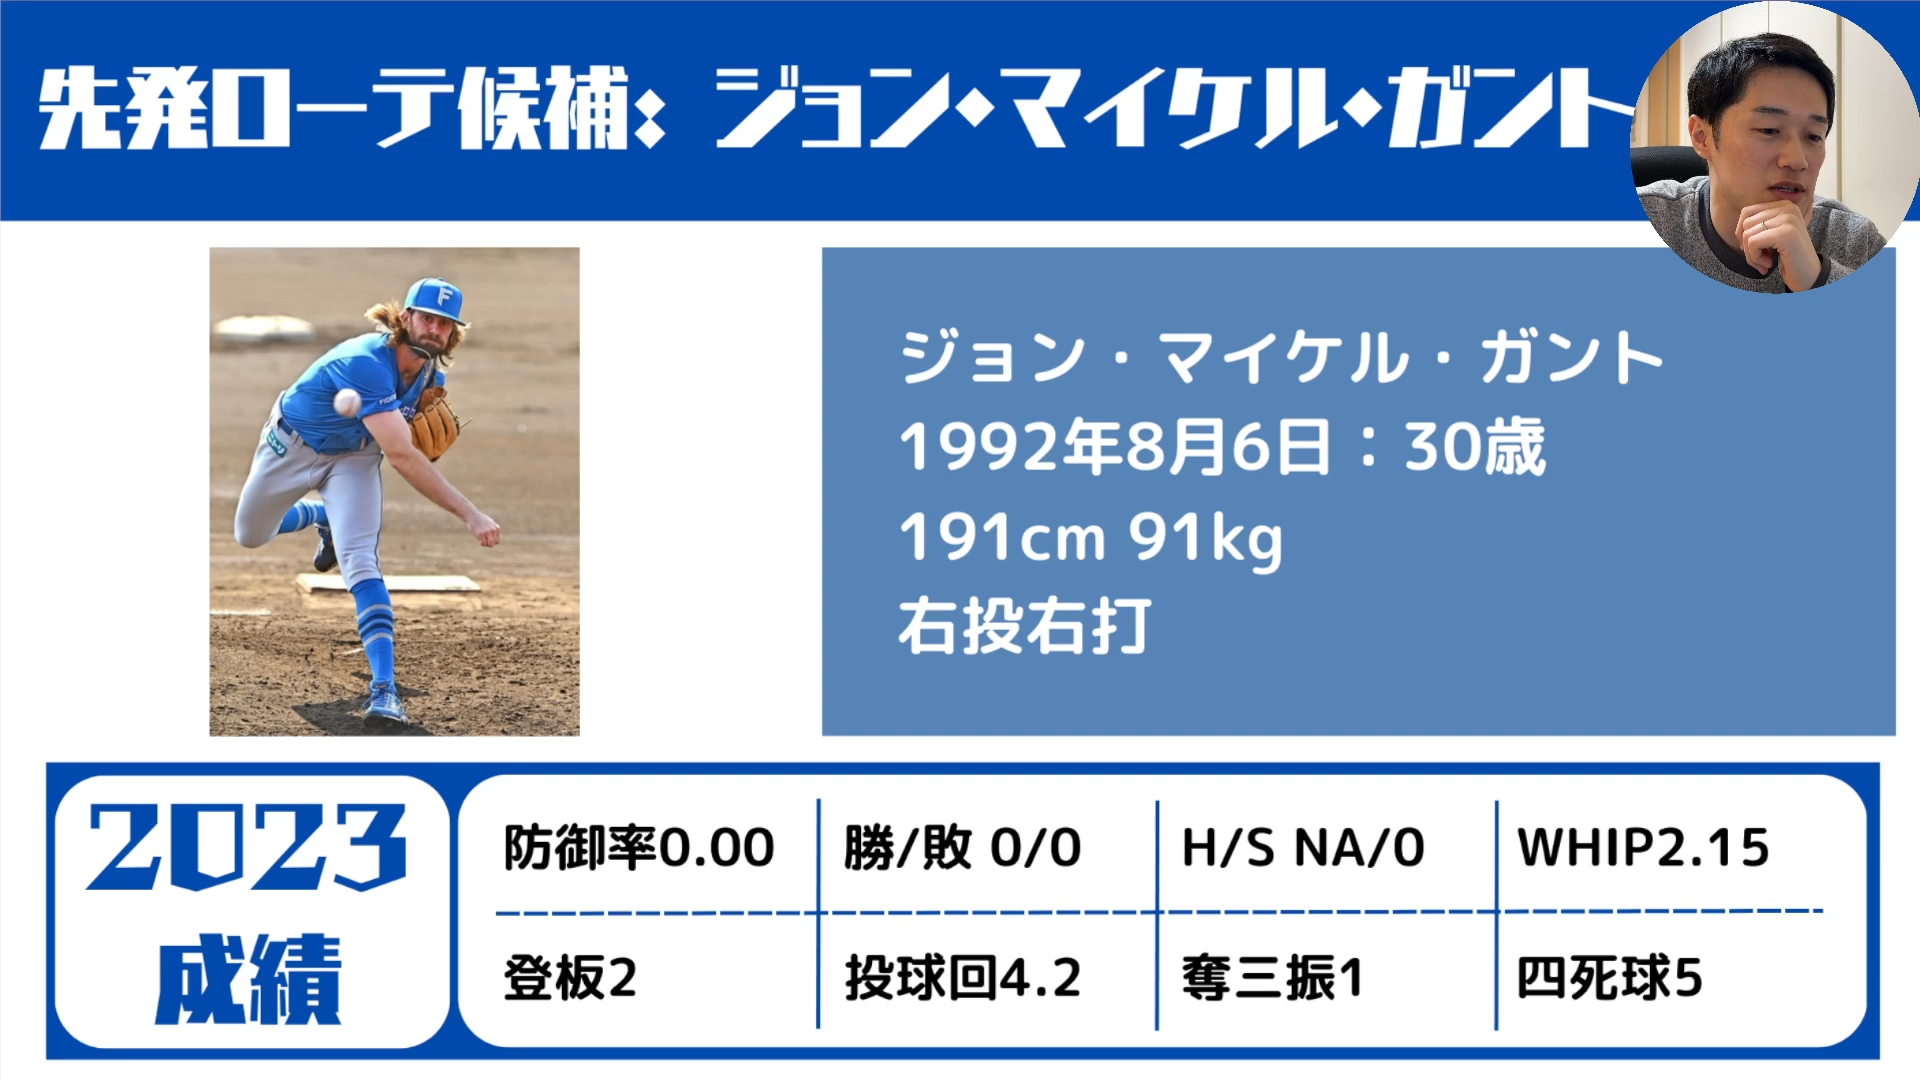 先発ローテ候補: ジョン・マイケル・ガント
F
ジョン・マイケル・ガント
1992年8月6日：30歳
191cm 91kg
右投右打
2023
成績
防御率0.00
勝/敗 0/0
H/S NA/0
WHIP2.15
登板2
投球回4.2
奪三振1
四死球5